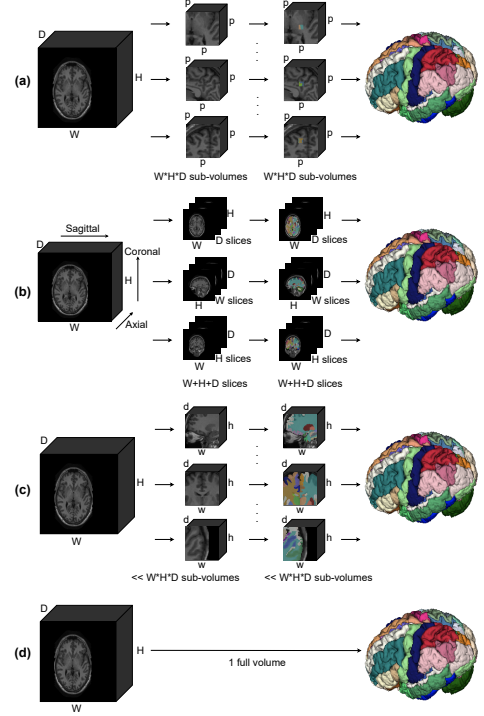 p
p
D
p
p
H
(a)
p
p
p
p
W
p
p
p
p
W*H*D sub-volumes
W*H*D sub-volumes
Sagittal
D
H
H
W
D slices
W
D slices
Coronal
(b)
H
D
D
H
W slices
H
W slices
W
Axial
D
D
W
H slices
W
H slices
W+H+D slices
W+H+D slices
d
d
D
h
h
w
w
d
d
(c)
H
h
h
w
w
W
d
d
h
h
w
w
<< W*H*D sub-volumes
<< W*H*D sub-volumes
D
(d)
H
1 full volume
W